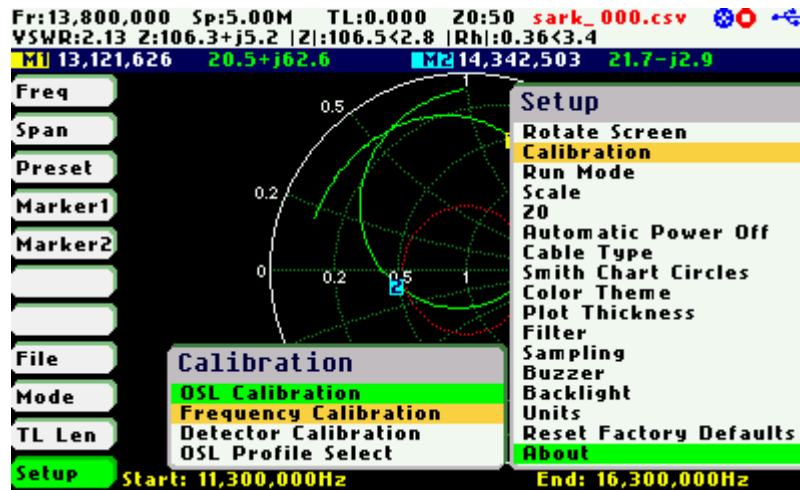 Fr:13,800,000 Sp:5.00M TL:0.000 Z0:50 sark_000.csv
VSWR:2.13 Z:106.3+j5.2 |Z|:106.5<2.8 |Rh|:0.36<3.4
M1 13,121,626 20.5+j62.6 M2 14,342,503 21.7-j2.9
Freq
Span
Preset
Marker1
Marker2
File
Mode
TL Len
Setup
0.5
1
0.2
0
0.2
0.5
1
2
Setup
Rotate Screen
Calibration
Run Mode
Scale
Z0
Automatic Power Off
Cable Type
Smith Chart Circles
Color Theme
Plot Thickness
Filter
Sampling
Buzzer
Backlight
Units
Reset Factory Defaults
About
Calibration
OSL Calibration
Frequency Calibration
Detector Calibration
OSL Profile Select
Start: 11,300,000Hz
End: 16,300,000Hz